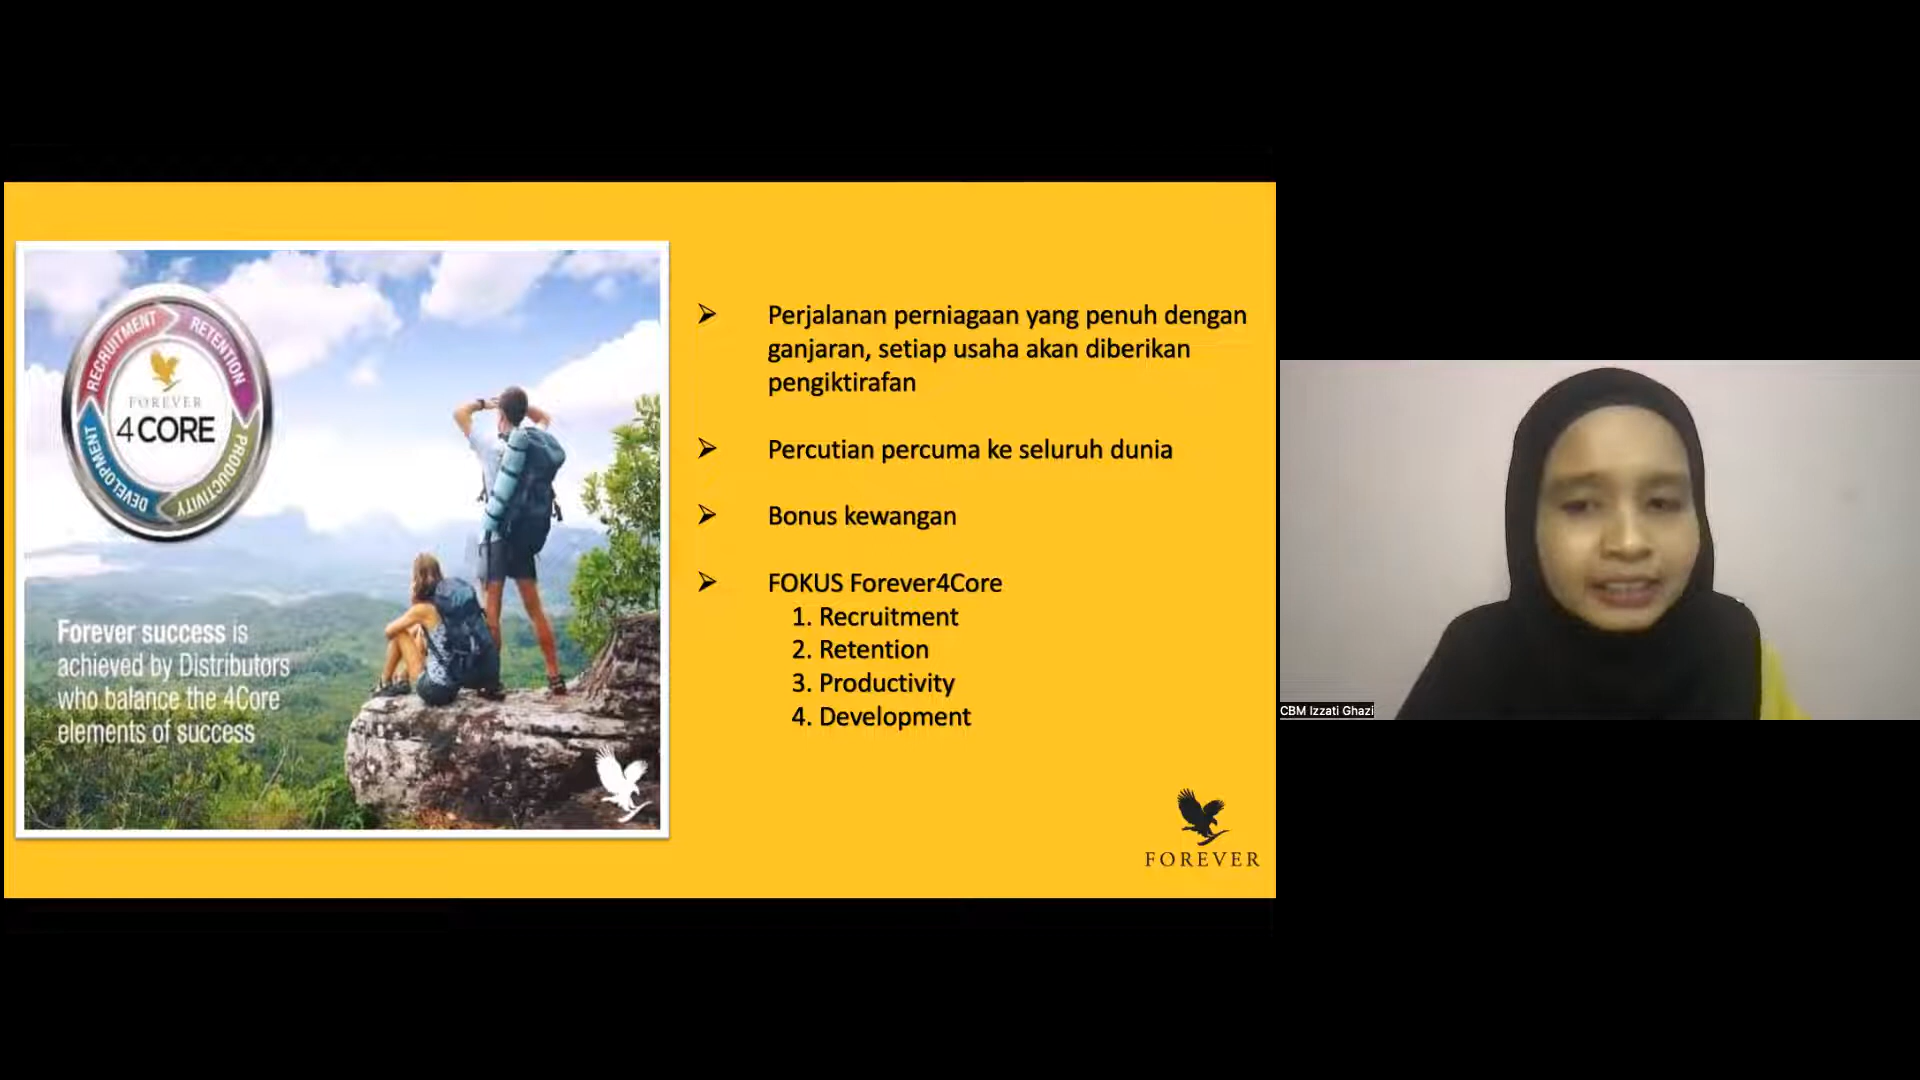 RECRUITMENT
RETENTION
PRODUCTIVITY
DEVELOPMENT
FOREVER
4CORE
Forever success is
achieved by Distributors
who balance the 4Core
elements of success
➢ Perjalanan perniagaan yang penuh dengan
ganjaran, setiap usaha akan diberikan
pengiktirafan
➢ Percutian percuma ke seluruh dunia
➢ Bonus kewangan
➢ FOKUS Forever4Core
1. Recruitment
2. Retention
3. Productivity
4. Development
FOREVER
CBM Izzati Ghazi